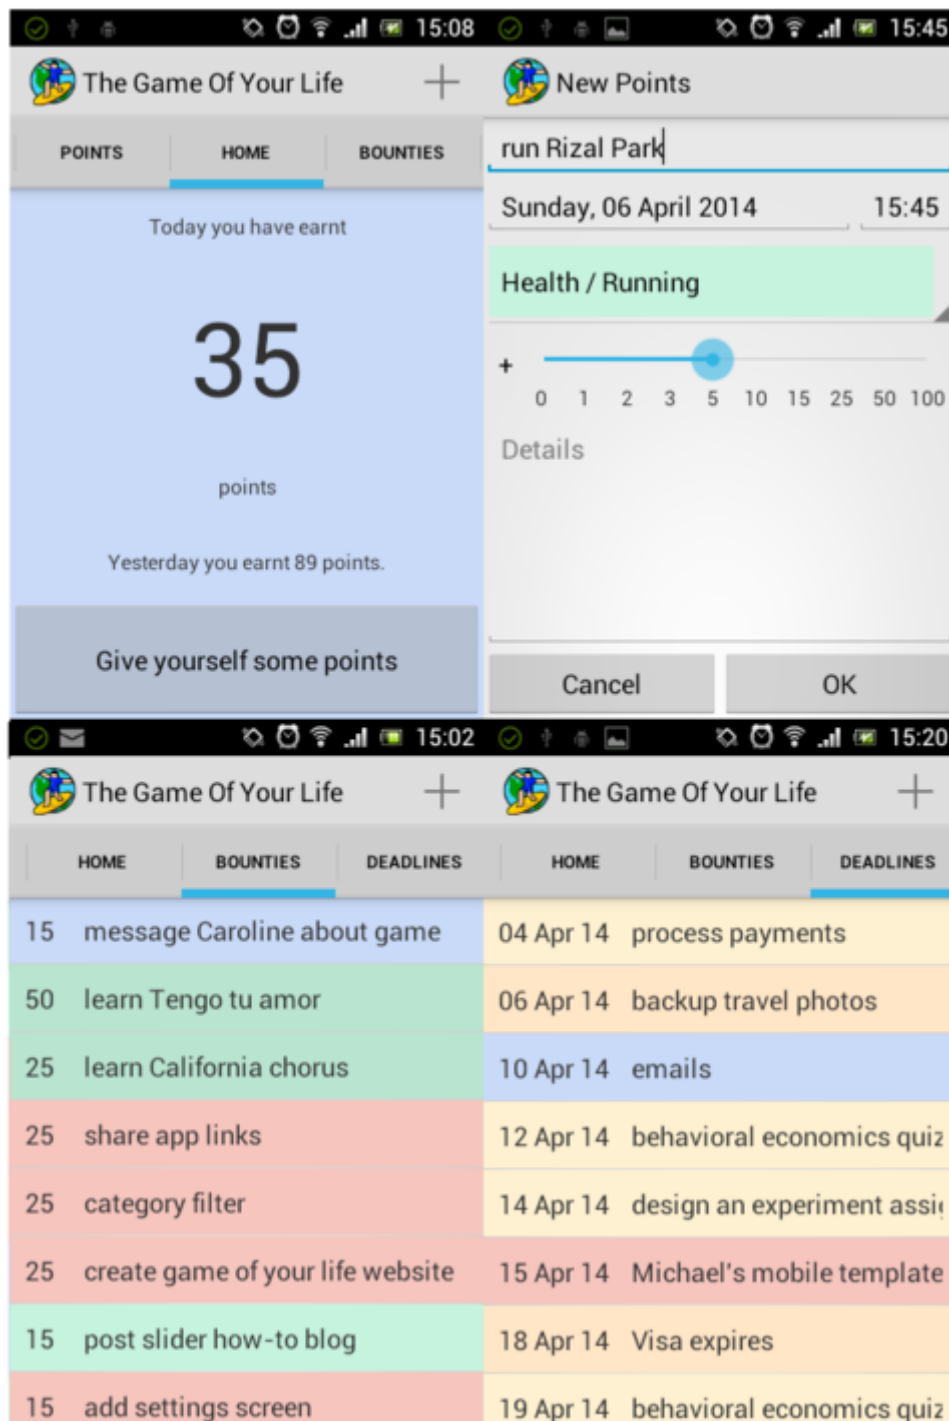 15:08
The Game Of Your Life
POINTS HOME BOUNTIES
Today you have earnt
35
points
Yesterday you earnt 89 points.
Give yourself some points
15:45
New Points
run Rizal Park
Sunday, 06 April 2014 15:45
Health / Running
+
0 1 2 3 5 10 15 25 50 100
Details
Cancel OK
15:02
The Game Of Your Life
HOME BOUNTIES DEADLINES
15 message Caroline about game
50 learn Tengo tu amor
25 learn California chorus
25 share app links
25 category filter
25 create game of your life website
15 post slider how-to blog
15 add settings screen
15:20
The Game Of Your Life
HOME BOUNTIES DEADLINES
04 Apr 14 process payments
06 Apr 14 backup travel photos
10 Apr 14 emails
12 Apr 14 behavioral economics quiz
14 Apr 14 design an experiment assi
15 Apr 14 Michael's mobile template
18 Apr 14 Visa expires
19 Apr 14 behavioral economics quiz